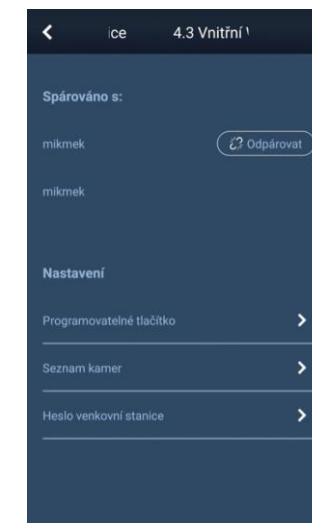 ice 4.3 Vnitřní
Spárováno s:
mikmek Odpárovat
mikmek
Nastavení
Programovatelné tlačítko
Seznam kamer
Heslo venkovní stanice